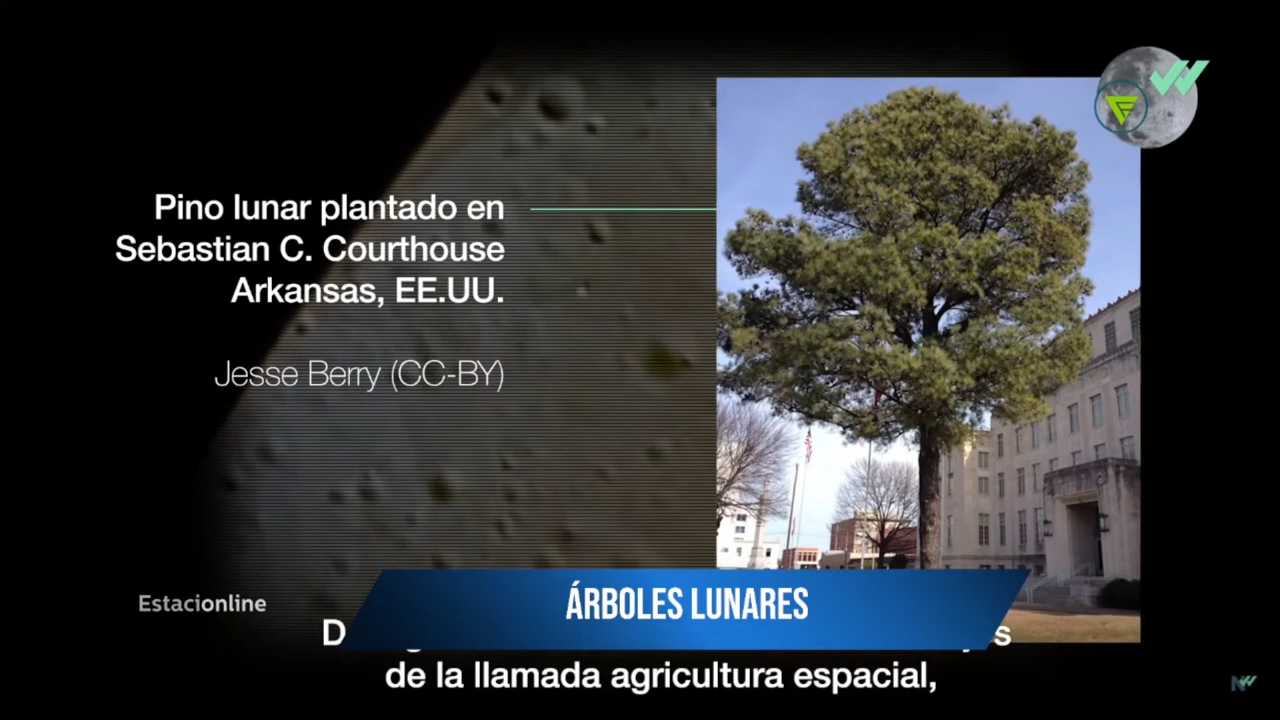 Pino lunar plantado en
Sebastian C. Courthouse
Arkansas, EE.UU.
Jesse Berry (CC-BY)
Estacionline
ÁRBOLES LUNARES
de la llamada agricultura espacial,